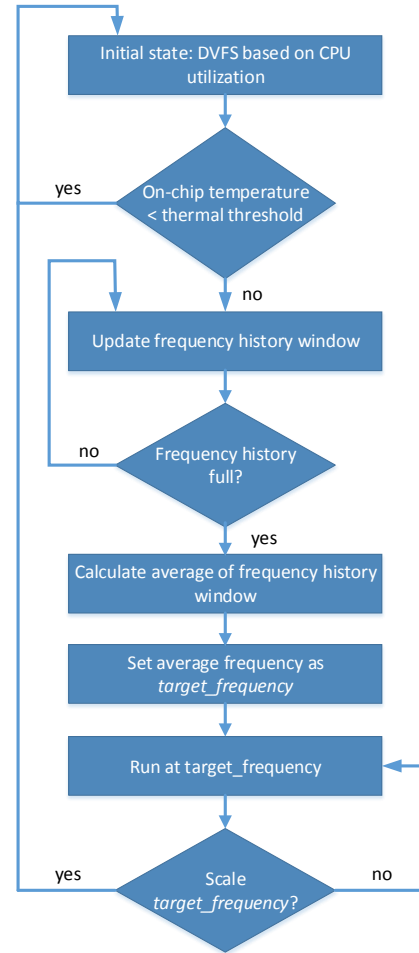 Initial state: DVFS based on CPU
utilization
yes
On-chip temperature
< thermal threshold
no
Update frequency history window
no
Frequency history
full?
yes
Calculate average of frequency history
window
Set average frequency as
target_frequency
Run at target_frequency
yes
Scale
target_frequency?
no